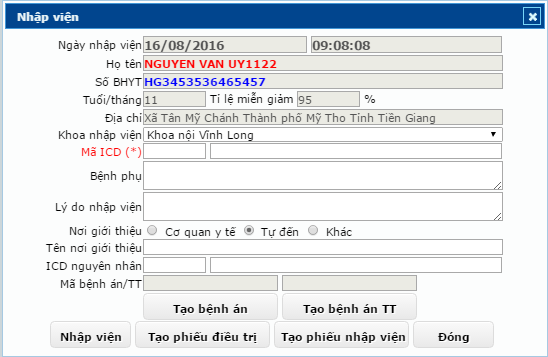 Nhập viện
Ngày nhập viện 16/08/2016 09:08:08
Họ tên NGUYEN VAN UY1122
Số BHYT HG3453536465457
Tuổi/tháng 11 Tỉ lệ miễn giảm 95 %
Địa chỉ Xã Tân Mỹ Chánh Thành phố Mỹ Tho Tỉnh Tiền Giang
Khoa nhập viện Khoa nội Vĩnh Long
Mã ICD (*)
Bệnh phụ
Lý do nhập viện
Nơi giới thiệu Cơ quan y tế Tự đến Khác
Tên nơi giới thiệu
ICD nguyên nhân
Mã bệnh án/TT
Tạo bệnh án Tạo bệnh án TT
Nhập viện Tạo phiếu điều trị Tạo phiếu nhập viện Đóng